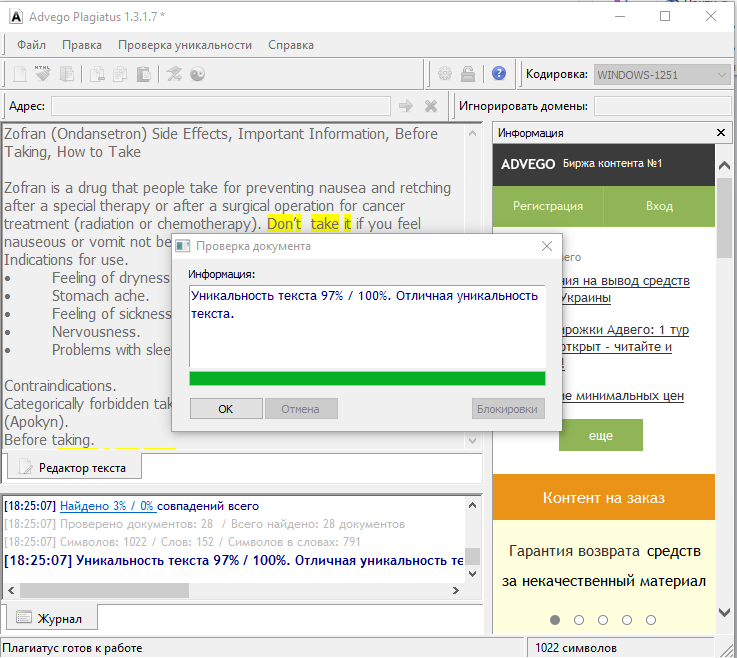 Advego Plagiatus 1.3.1.7 *
Файл Правка Проверка уникальности Справка
HTML
Кодировка: WINDOWS-1251
Адрес: Игнорировать домены:
Zofran (Ondansetron) Side Effects, Important Information, Before
Taking, How to Take
Zofran is a drug that people take for preventing nausea and retching
after a special therapy or after a surgical operation for cancer
treatment (radiation or chemotherapy). Don't take it if you feel
nauseous or vomit not be
Indications for use.
• Feeling of dryness
• Stomach ache.
• Feeling of sickness
• Nervousness.
• Problems with slee
Contraindications.
Categorically forbidden tak
(Apokyn).
Before taking.
Редактор текста
Проверка документа
Информация:
Уникальность текста 97% / 100%. Отличная уникальность
текста.
ОК Отмена Блокировки
Информация
ADVEGO Биржа контента №1
Регистрация Вход
его
ния на вывод средств
Украины
ирожки Адвего: 1 тур
открыт - читайте и
!
ие минимальных цен
еще
Контент на заказ
Гарантия возврата средств
за некачественный материал
[18:25:07] Найдено 3% / 0% совпадений всего
[18:25:07] Проверено документов: 28 / Всего найдено: 28 документов
[18:25:07] Символов: 1022 / Слов: 152 / Символов в словах: 791
[18:25:07] Уникальность текста 97% / 100%. Отличная уникальность те
Журнал
Плагиатус готов к работе
1022 символов